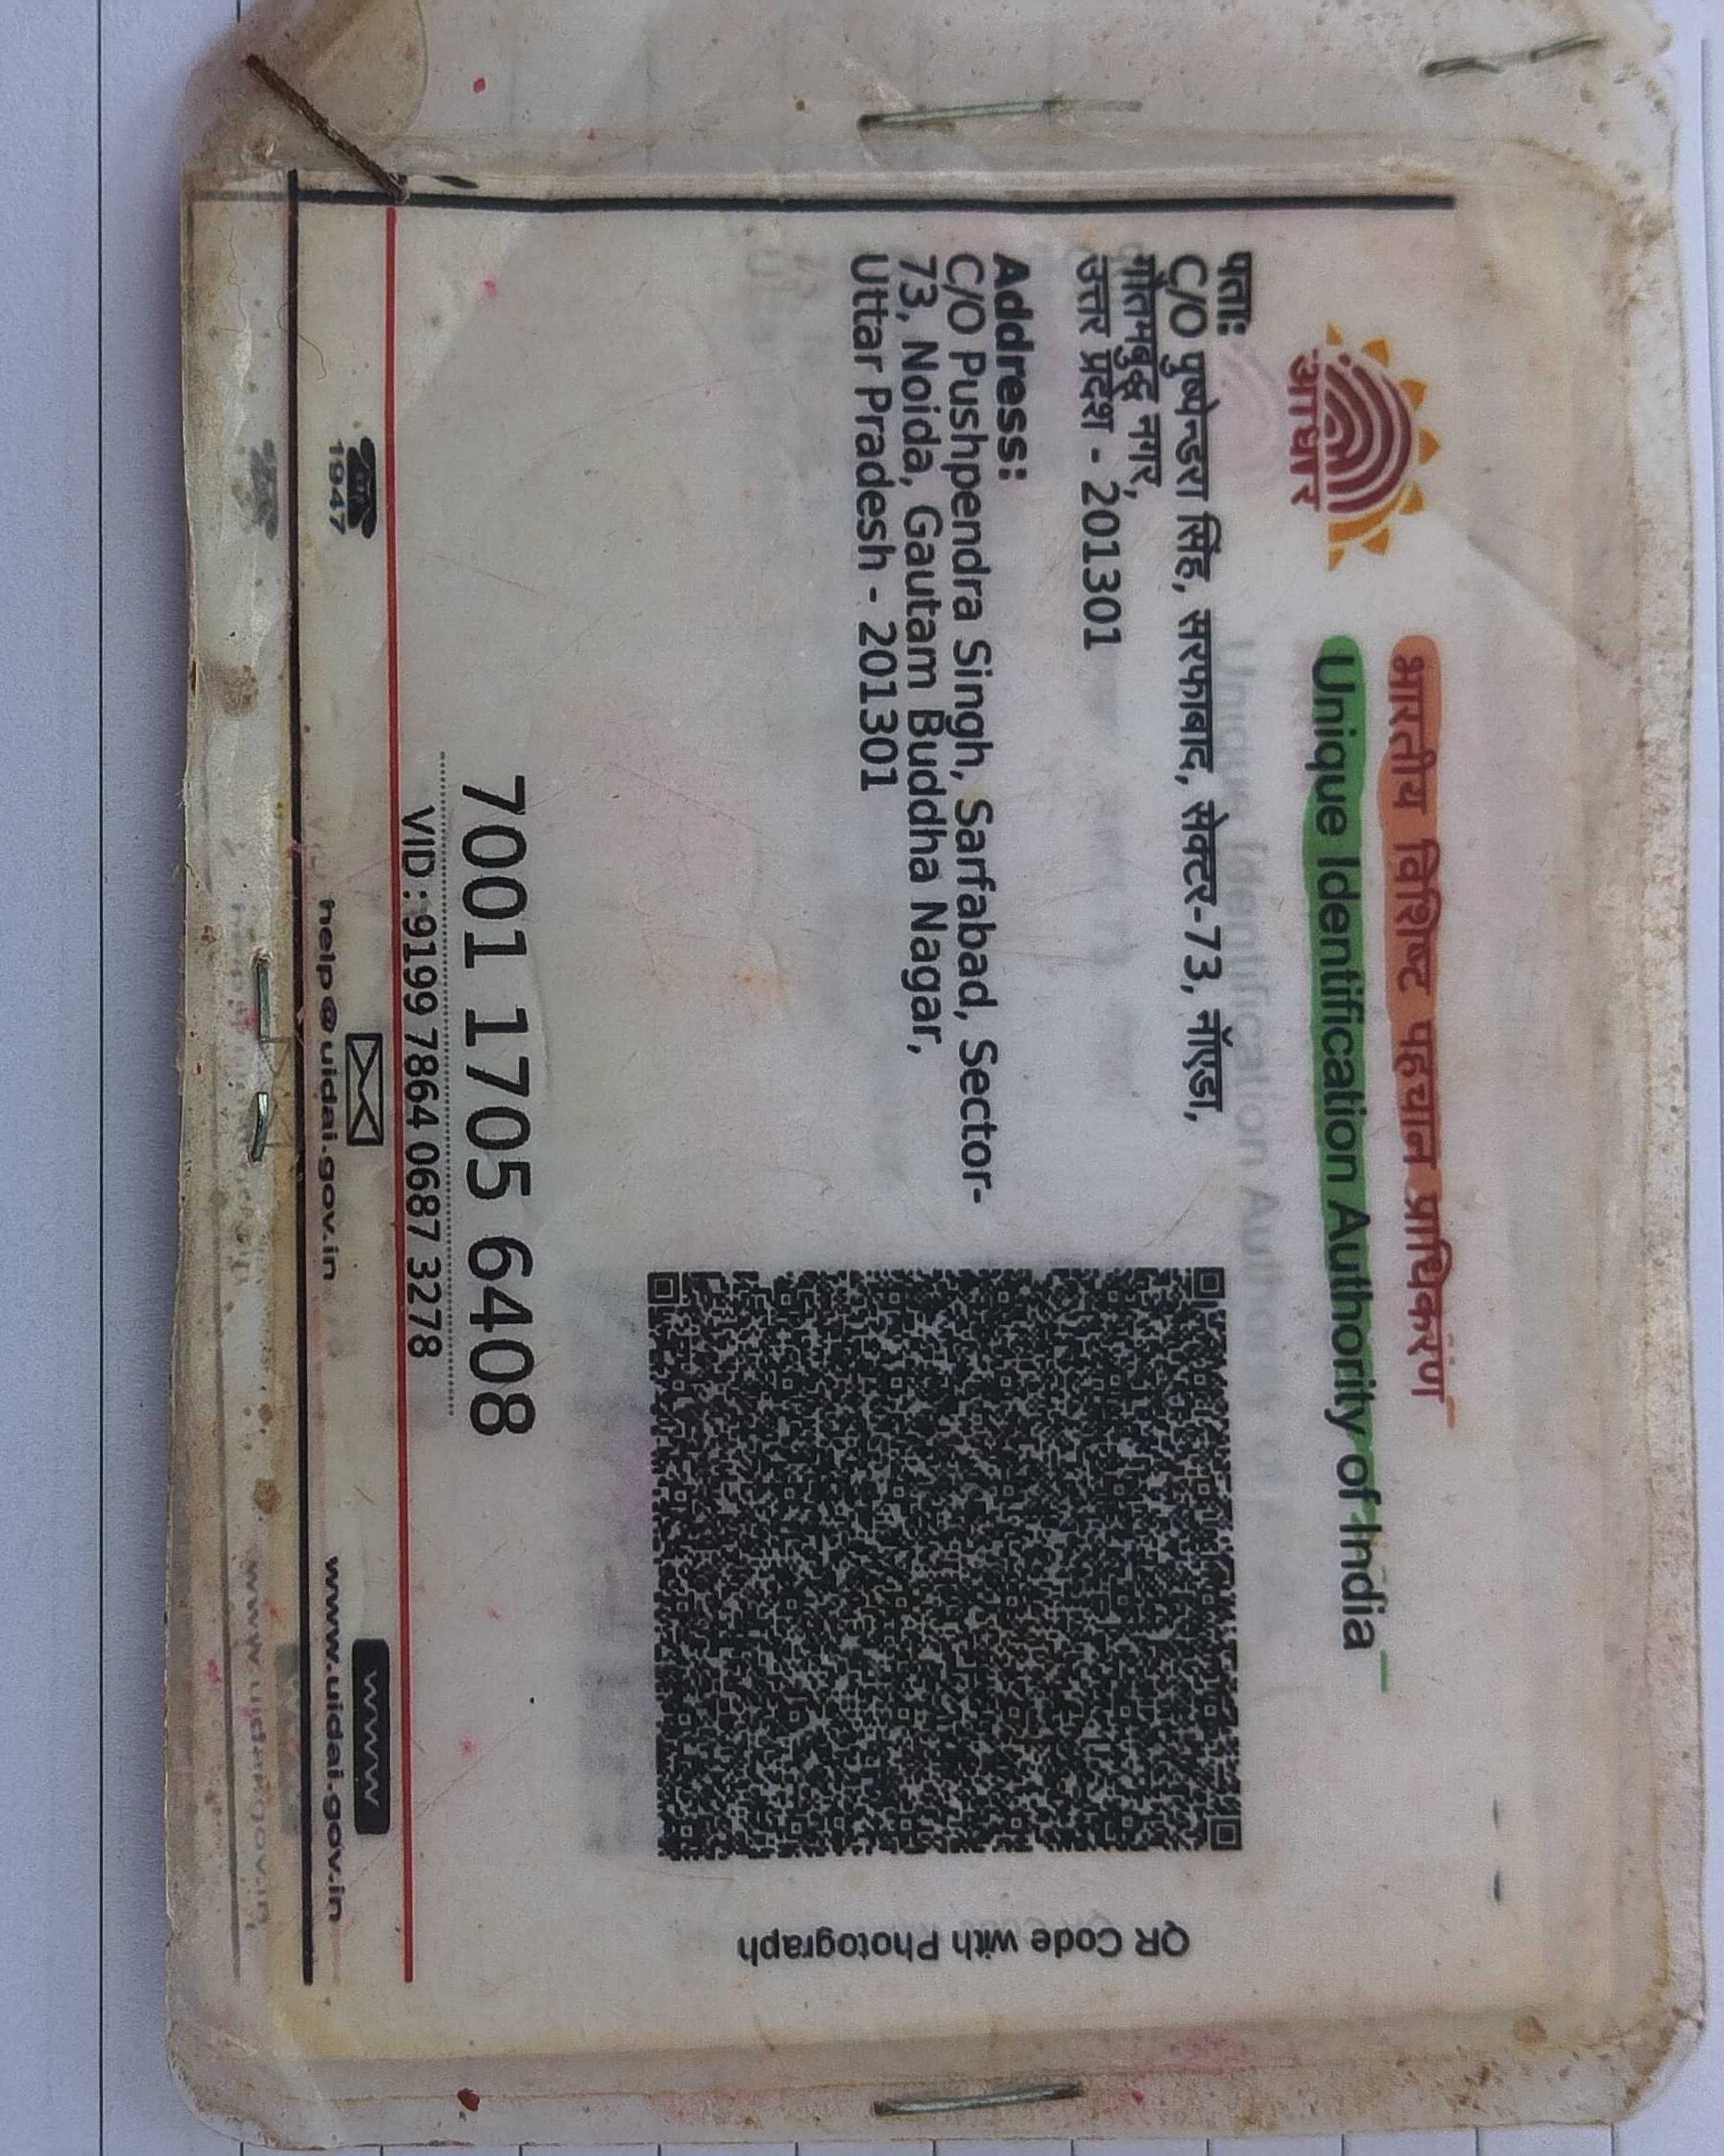 भारतीय विशिष्ट पहचान प्राधिकरण
Unique Identification Authority of India
आधार
पता:
C/O पुष्पेन्डरा सिंह, सरफाबाद, सेक्टर-73, नॉएडा,
गौतमबुद्ध नगर,
उत्तर प्रदेश - 201301
Address:
C/O Pushpendra Singh, Sarfabad, Sector-
73, Noida, Gautam Buddha Nagar,
Uttar Pradesh - 201301
QR Code with Photograph
7001 1705 6408
VID : 9199 7864 0687 3278
1947
help@uidai.gov.in
www
www.uidai.gov.in